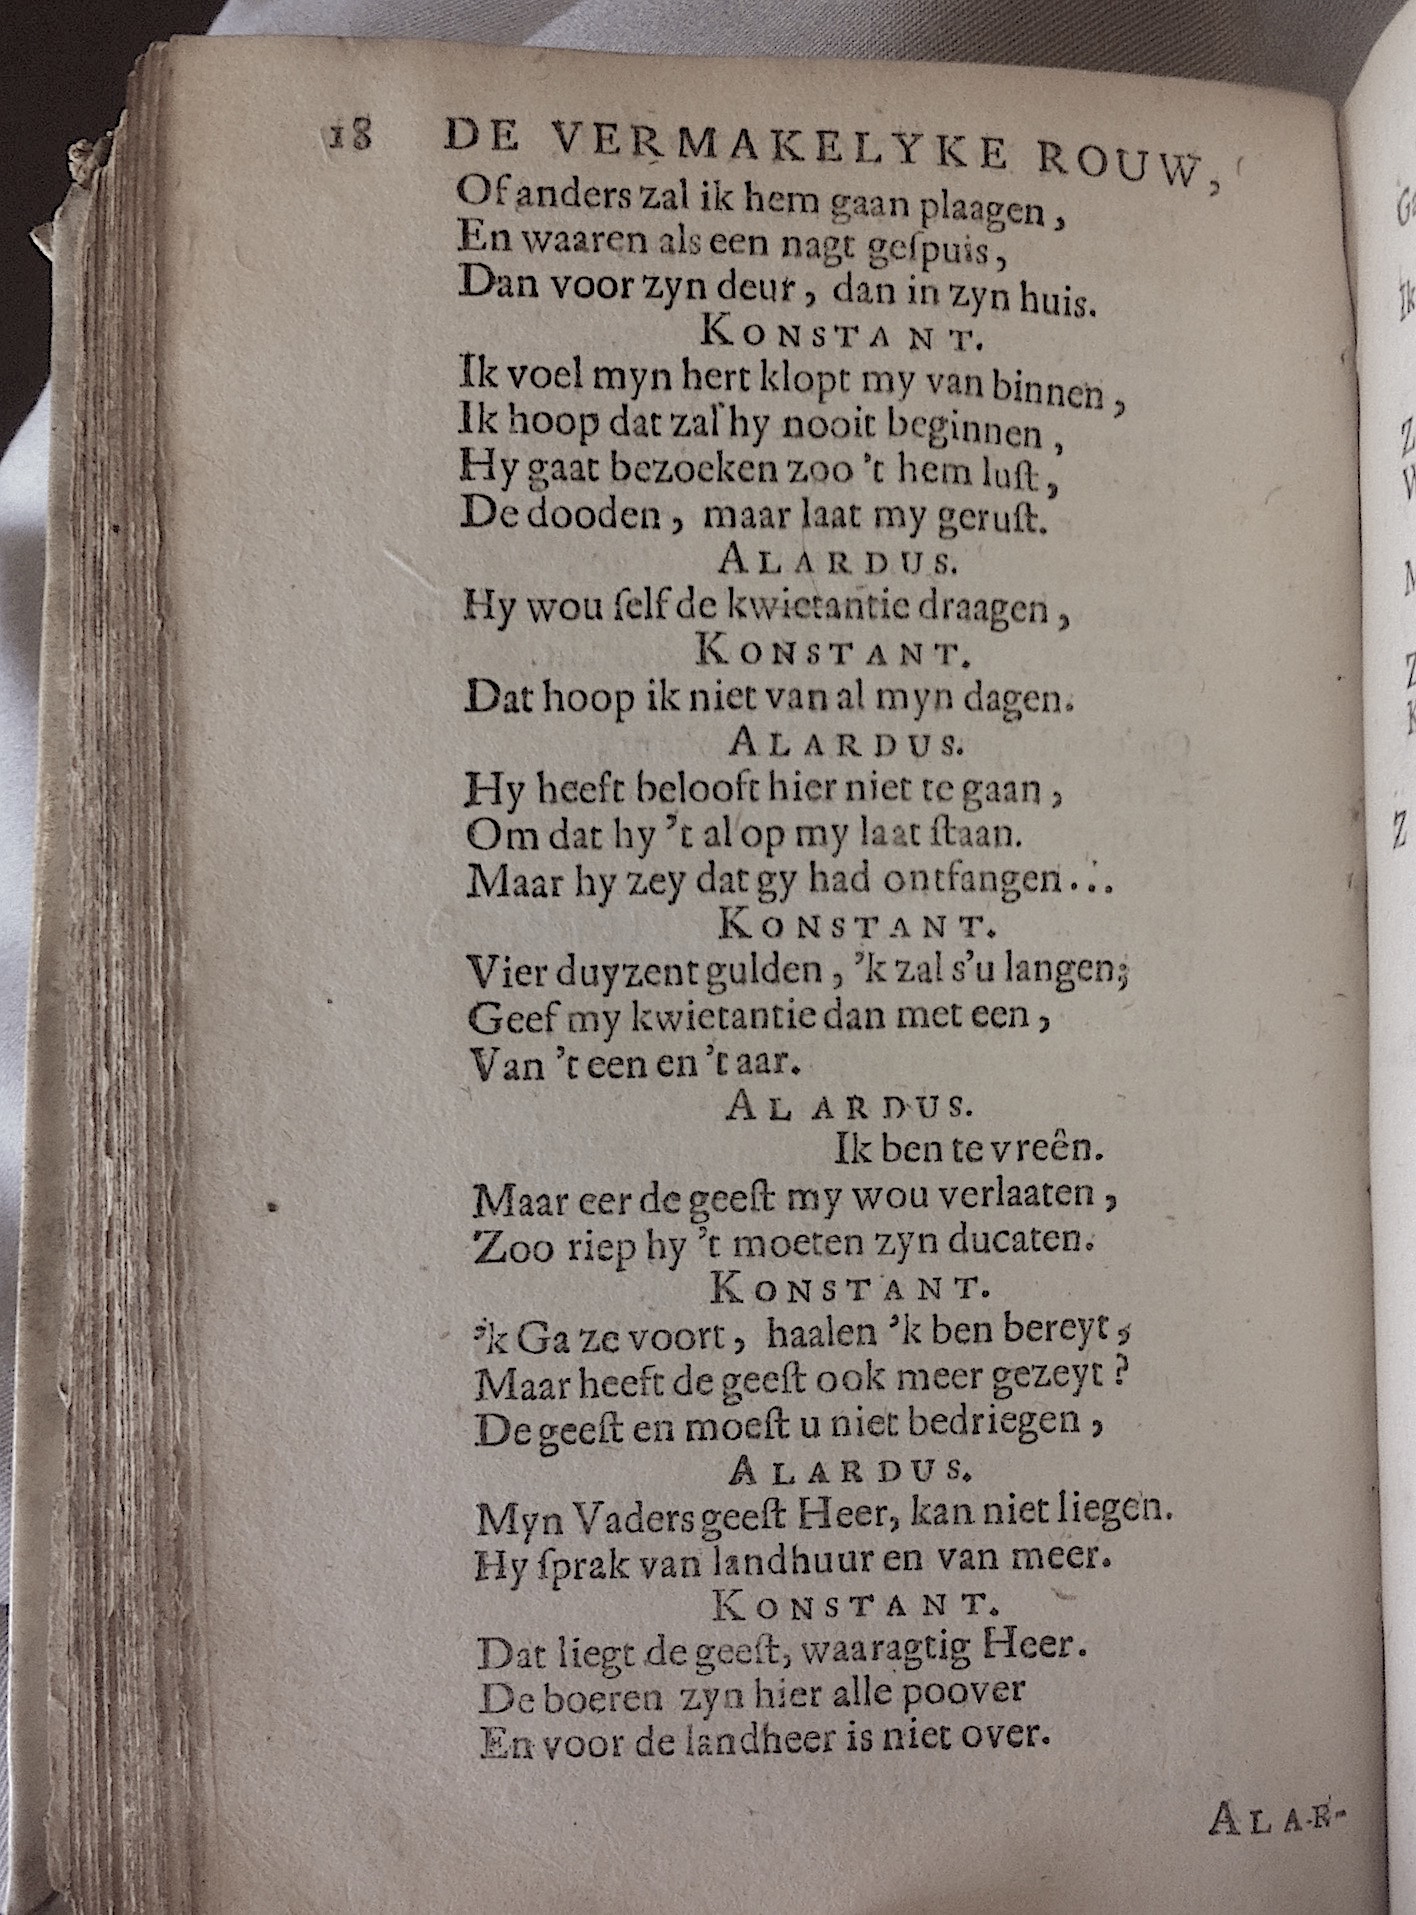 18 DE VERMAKELYKE ROUW,
Of anders zal ik hem gaan plaagen,
En waaren als een nagt geſpuis,
Dan voor zyn deur, dan in zyn huis.
KONSTANT.
Ik voel myn hert klopt my van binnen,
Ik hoop dat zal hy nooit beginnen,
Hy gaat bezoeken zoo 't hem luſt,
De dooden, maar laat my geruſt.
ALARDUS.
Hy wou ſelf de kwietantie draagen,
KONSTANT.
Dat hoop ik niet van al myn dagen.
ALARDUS.
Hy heeft belooft hier niet te gaan,
Om dat hy 't al op my laat ſtaan.
Maar hy zey dat gy had ontfangen...
KONSTANT.
Vier duyzent gulden, 'k zal s'u langen;
Geef my kwietantie dan met een,
Van 't een en 't aar.
ALARDUS.
Ik ben te vreên.
Maar eer de geeſt my wou verlaaten,
Zoo riep hy 't moeten zyn ducaten.
KONSTANT.
'k Ga ze voort, haalen 'k ben bereyt,
Maar heeft de geeſt ook meer gezeyt?
De geeſt en moeſt u niet bedriegen,
ALARDUS.
Myn Vaders geeſt Heer, kan niet liegen.
Hy ſprak van landhuur en van meer.
KONSTANT.
Dat liegt de geeſt, waaragtig Heer.
De boeren zyn hier alle poover
En voor de landheer is niet over.
ALAR-